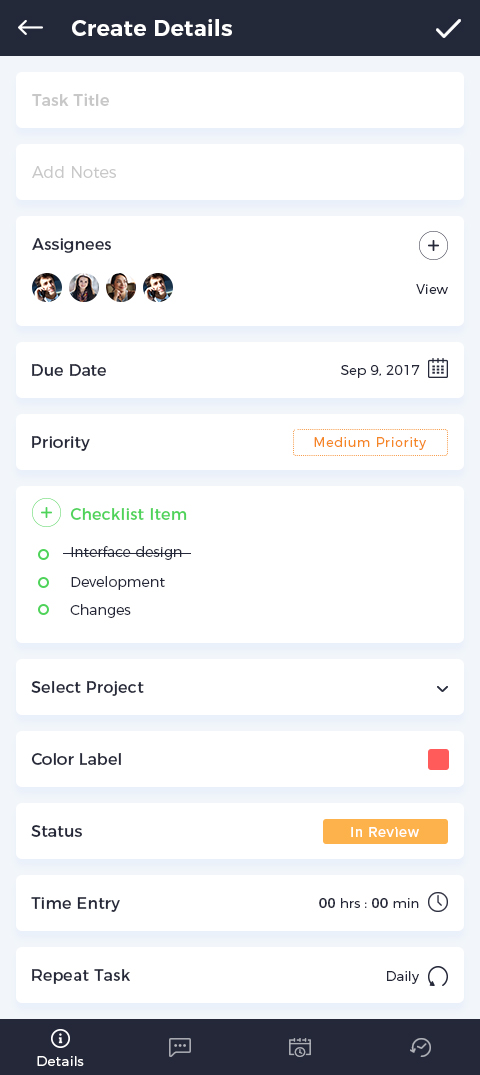 Create Details
Task Title
Add Notes
Assignees
View
Due Date Sep 9, 2017
Priority Medium Priority
Checklist Item
Interface design
Development
Changes
Select Project
Color Label
Status In Review
Time Entry 00 hrs : 00 min
Repeat Task Daily
Details